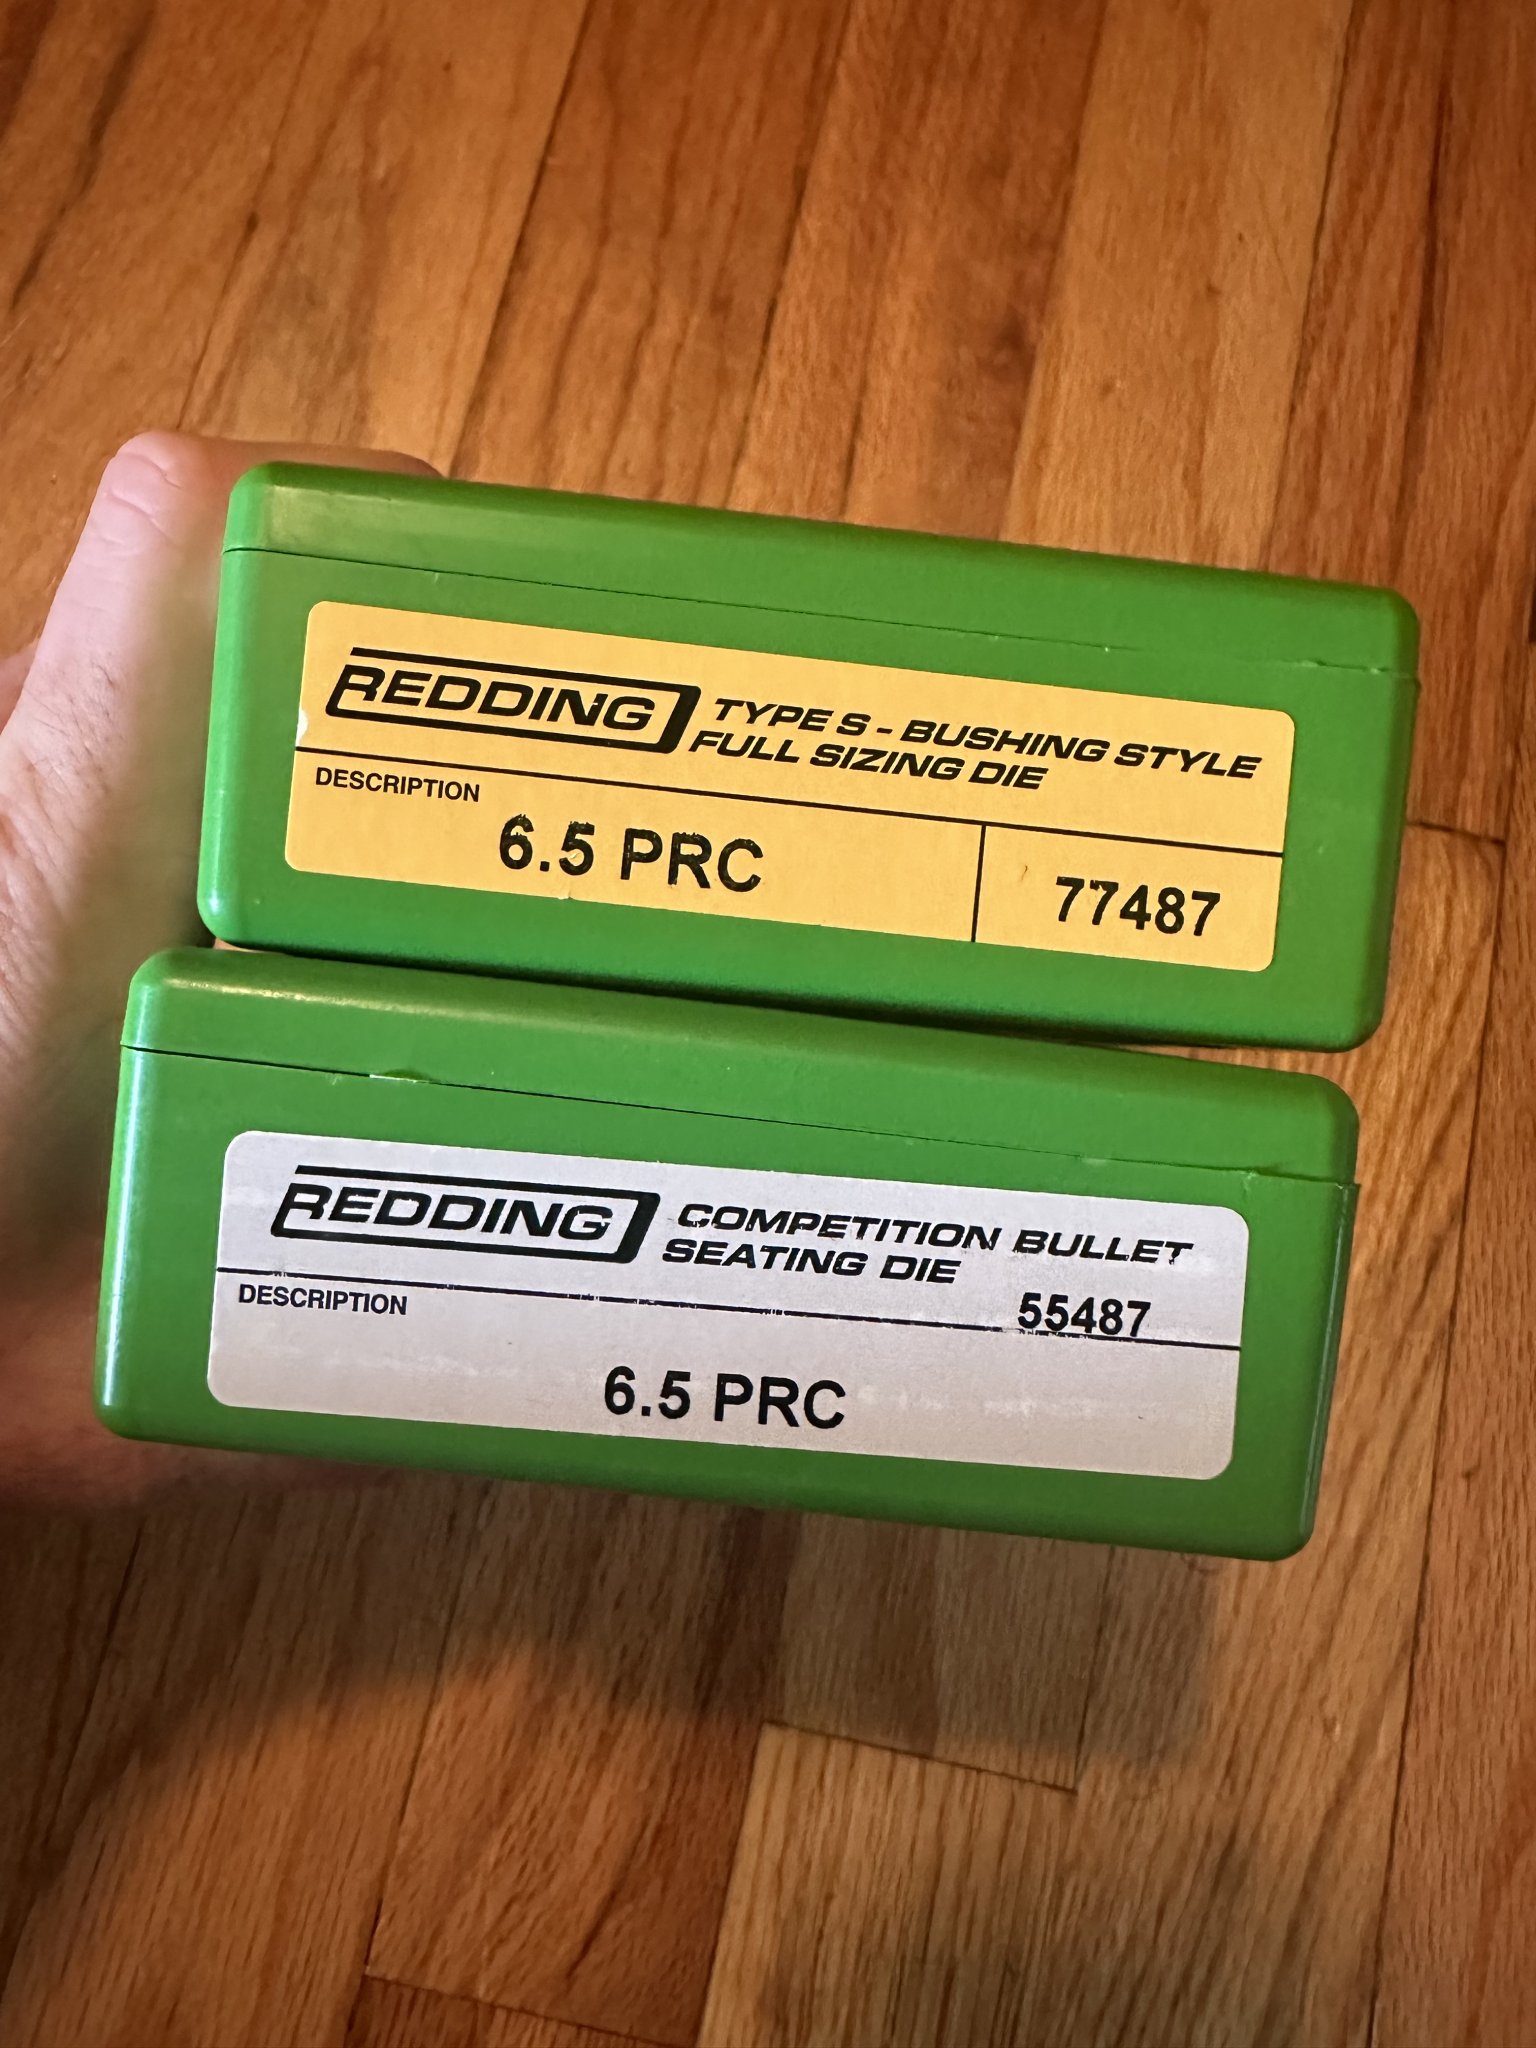 REDDING TYPE S - BUSHING STYLE
FULL SIZING DIE
DESCRIPTION
6.5 PRC 77487
REDDING COMPETITION BULLET
SEATING DIE
55487
DESCRIPTION
6.5 PRC